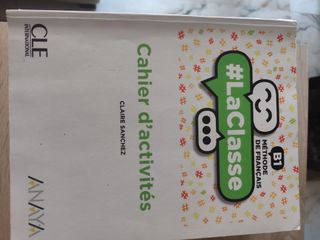 #LaClasse
B1
MÉTHODE
DE FRANÇAIS
Cahier d'activités
CLAIRE SANCHEZ
CLE
INTERNATIONAL
ANAYA